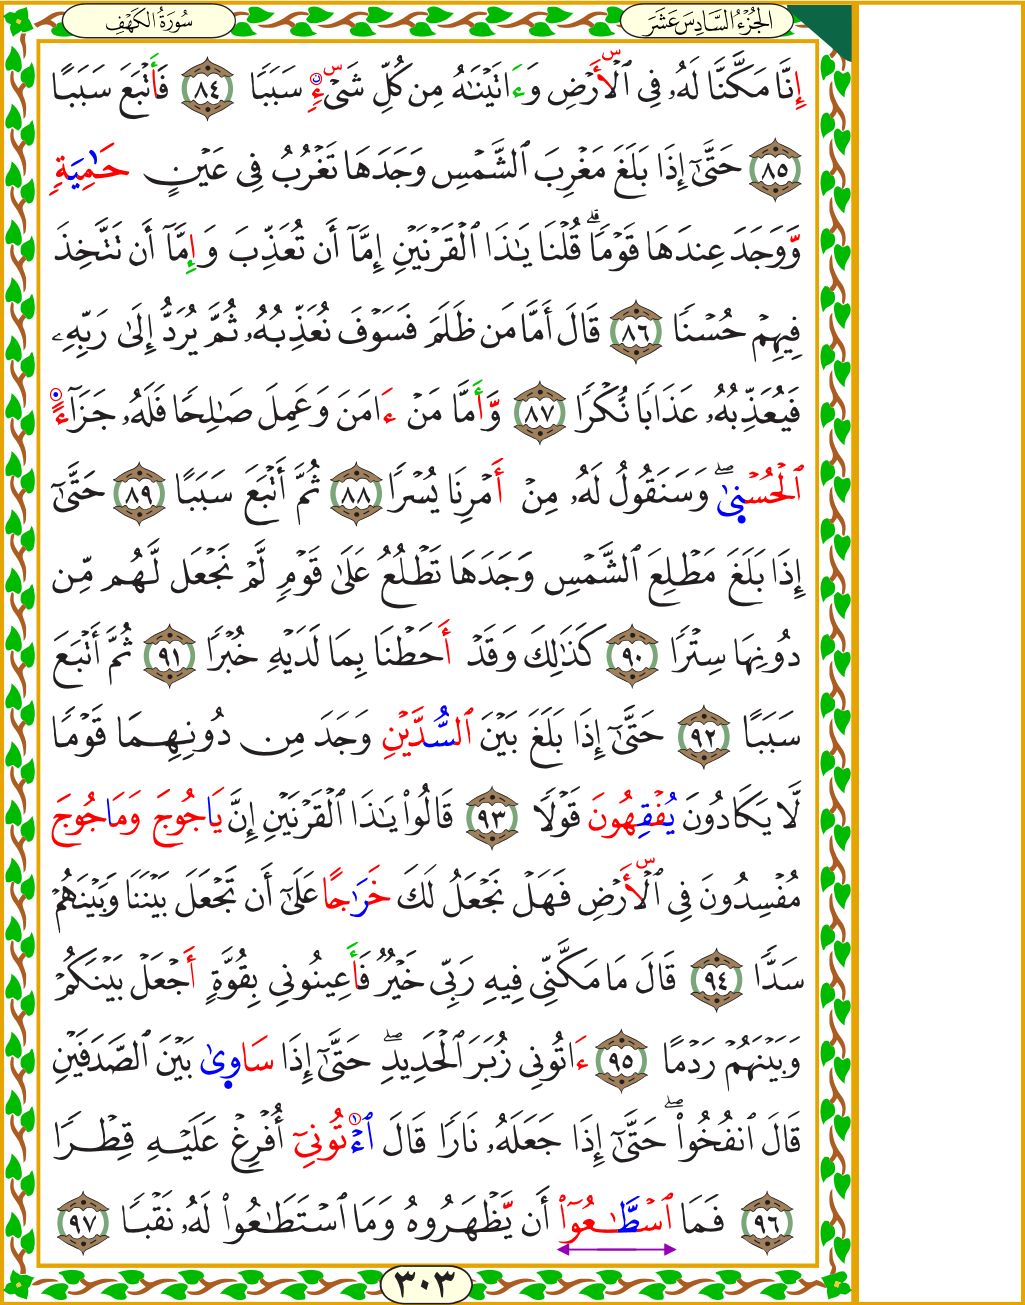 الجُزْءُ السَّادِسَ عَشَرَ
سُورَةُ الكَهْفِ
إِنَّا مَكَّنَّا لَهُۥ فِي ٱلۡأَرۡضِ وَءَاتَيۡنَٰهُ مِن كُلِّ شَيۡءٖ سَبَبٗا ٨٤ فَأَتۡبَعَ سَبَبًا
٨٥ حَتَّىٰٓ إِذَا بَلَغَ مَغۡرِبَ ٱلشَّمۡسِ وَجَدَهَا تَغۡرُبُ فِي عَيۡنٍ حَٰمِيَةٖ
وَوَجَدَ عِندَهَا قَوۡمٗاۗ قُلۡنَا يَٰذَا ٱلۡقَرۡنَيۡنِ إِمَّآ أَن تُعَذِّبَ وَإِمَّآ أَن تَتَّخِذَ
فِيهِمۡ حُسۡنٗا ٨٦ قَالَ أَمَّا مَن ظَلَمَ فَسَوۡفَ نُعَذِّبُهُۥ ثُمَّ يُرَدُّ إِلَىٰ رَبِّهِۦ
فَيُعَذِّبُهُۥ عَذَابٗا نُّكۡرٗا ٨٧ وَأَمَّا مَنۡ ءَامَنَ وَعَمِلَ صَٰلِحٗا فَلَهُۥ جَزَآءً
ٱلۡحُسۡنِىٰۖ وَسَنَقُولُ لَهُۥ مِنۡ أَمۡرِنَا يُسۡرٗا ٨٨ ثُمَّ أَتۡبَعَ سَبَبًا ٨٩ حَتَّىٰٓ
إِذَا بَلَغَ مَطۡلِعَ ٱلشَّمۡسِ وَجَدَهَا تَطۡلُعُ عَلَىٰ قَوۡمٖ لَّمۡ نَجۡعَل لَّهُم مِّن
دُونِهَا سِتۡرٗا ٩٠ كَذَٰلِكَ وَقَدۡ أَحَطۡنَا بِمَا لَدَيۡهِ خُبۡرٗا ٩١ ثُمَّ أَتۡبَعَ
سَبَبًا ٩٢ حَتَّىٰٓ إِذَا بَلَغَ بَيۡنَ ٱلسُّدَّيۡنِ وَجَدَ مِن دُونِهِمَا قَوۡمٗا
لَّا يَكَادُونَ يُفۡقِهُونَ قَوۡلٗا ٩٣ قَالُواْ يَٰذَا ٱلۡقَرۡنَيۡنِ إِنَّ يَاجُوجَ وَمَاجُوجَ
مُفۡسِدُونَ فِي ٱلۡأَرۡضِ فَهَلۡ نَجۡعَلُ لَكَ خَرَٰجًا عَلَىٰٓ أَن تَجۡعَلَ بَيۡنَنَا وَبَيۡنَهُمۡ
سَدّٗا ٩٤ قَالَ مَا مَكَّنِّي فِيهِ رَبِّي خَيۡرٞ فَأَعِينُونِي بِقُوَّةٍ أَجۡعَلۡ بَيۡنَكُمۡ
وَبَيۡنَهُمۡ رَدۡمًا ٩٥ ءَاتُونِي زُبَرَ ٱلۡحَدِيدِۖ حَتَّىٰٓ إِذَا سَاوِىٰ بَيۡنَ ٱلصَّدَفَيۡنِ
قَالَ ٱنفُخُواْۖ حَتَّىٰٓ إِذَا جَعَلَهُۥ نَارٗا قَالَ ٱءۡتُونِيٓ أُفۡرِغۡ عَلَيۡهِ قِطۡرٗا
٩٦ فَمَا ٱسۡطَّٰعُوٓاْ أَن يَظۡهَرُوهُ وَمَا ٱسۡتَطَٰعُواْ لَهُۥ نَقۡبٗا ٩٧
٣٠٣